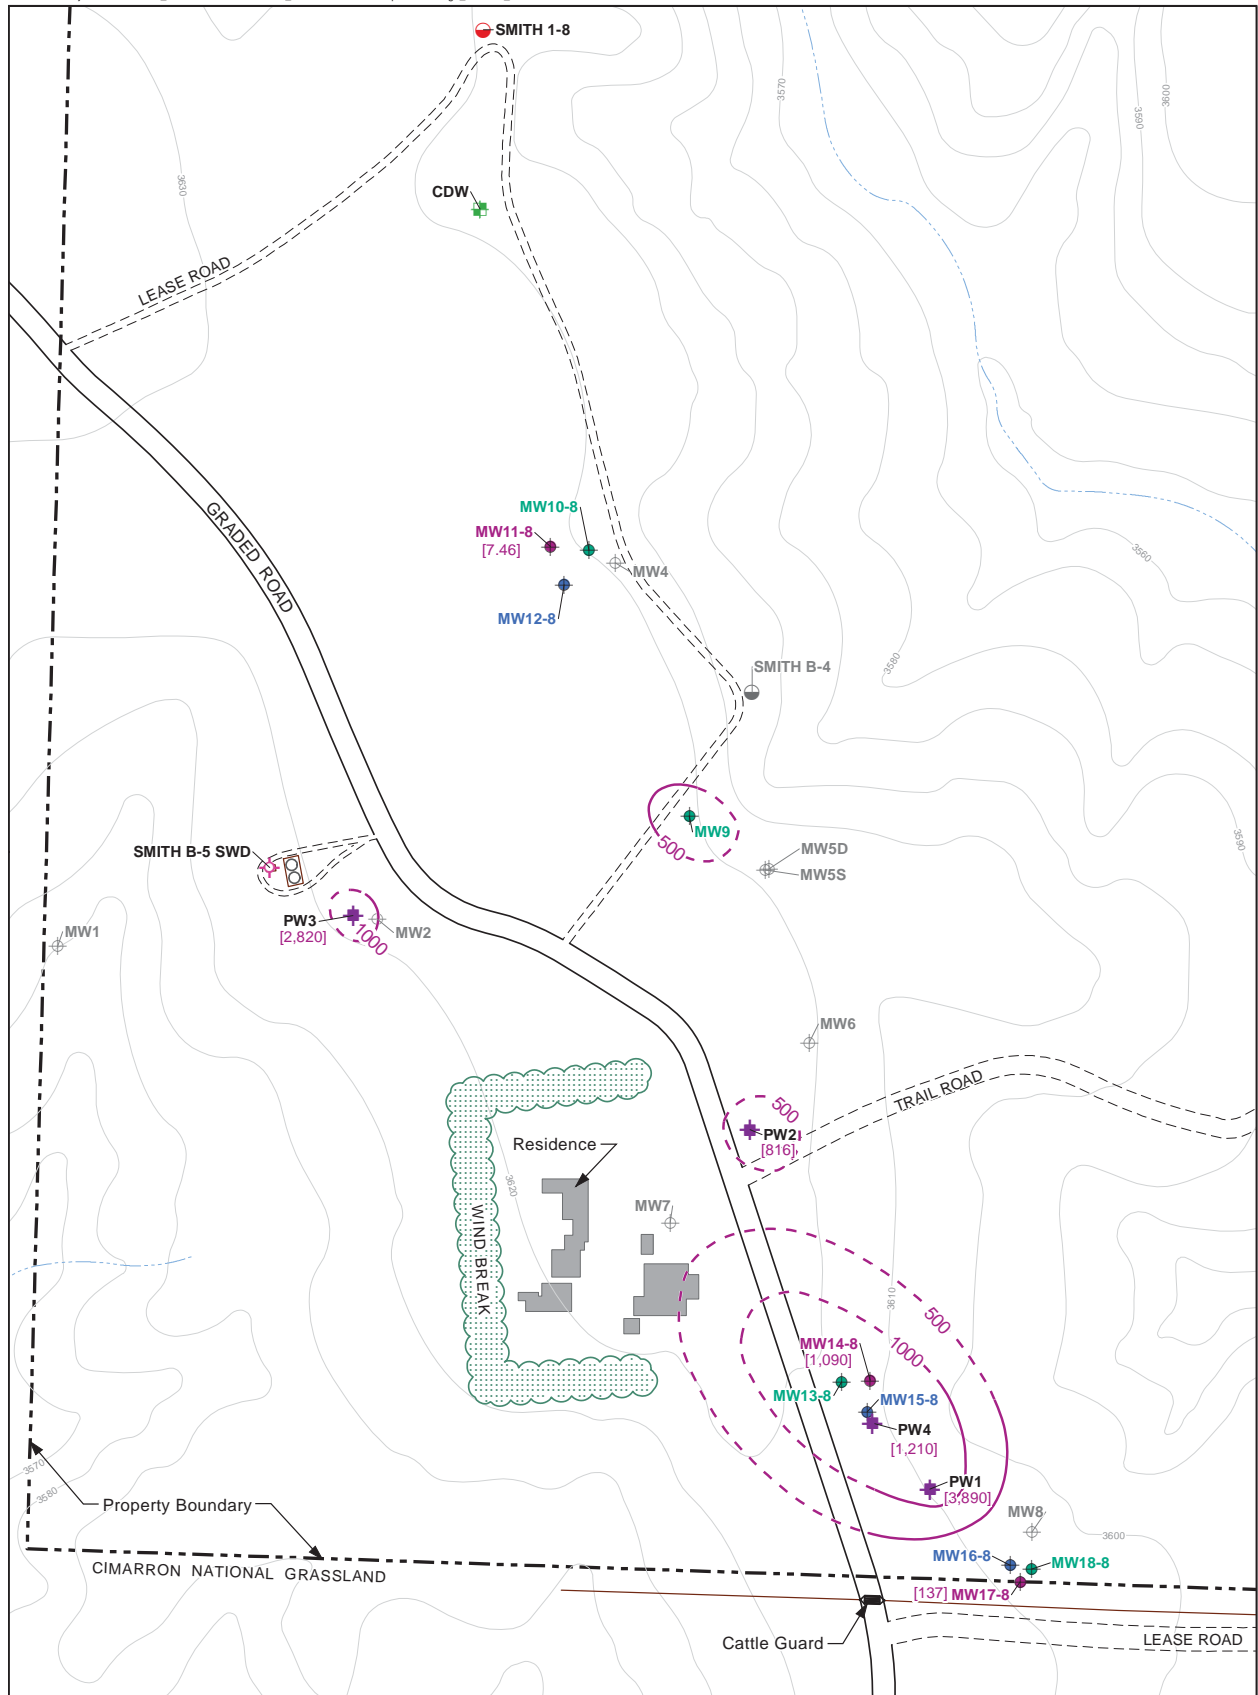 SMITH 1-8
3570
3600
3590
3630
CDW
LEASE ROAD
GRADED ROAD
MW10-8
MW11-8
[7.46]
MW4
MW12-8
3560
SMITH B-4
3580
MW9
500
3590
SMITH B-5 SWD
MW5D
MW5S
PW3
[2,820]
1000
MW2
MW1
MW6
TRAIL ROAD
500
PW2
[816]
Residence
3620
MW7
WIND BREAK
3610
500
1000
MW14-8
[1,090]
MW13-8
MW15-8
PW4
[1,210]
PW1
[3,890]
3570
3580
Property Boundary
MW8
3600
MW16-8
MW18-8
CIMARRON NATIONAL GRASSLAND
[137] MW17-8
Cattle Guard
LEASE ROAD